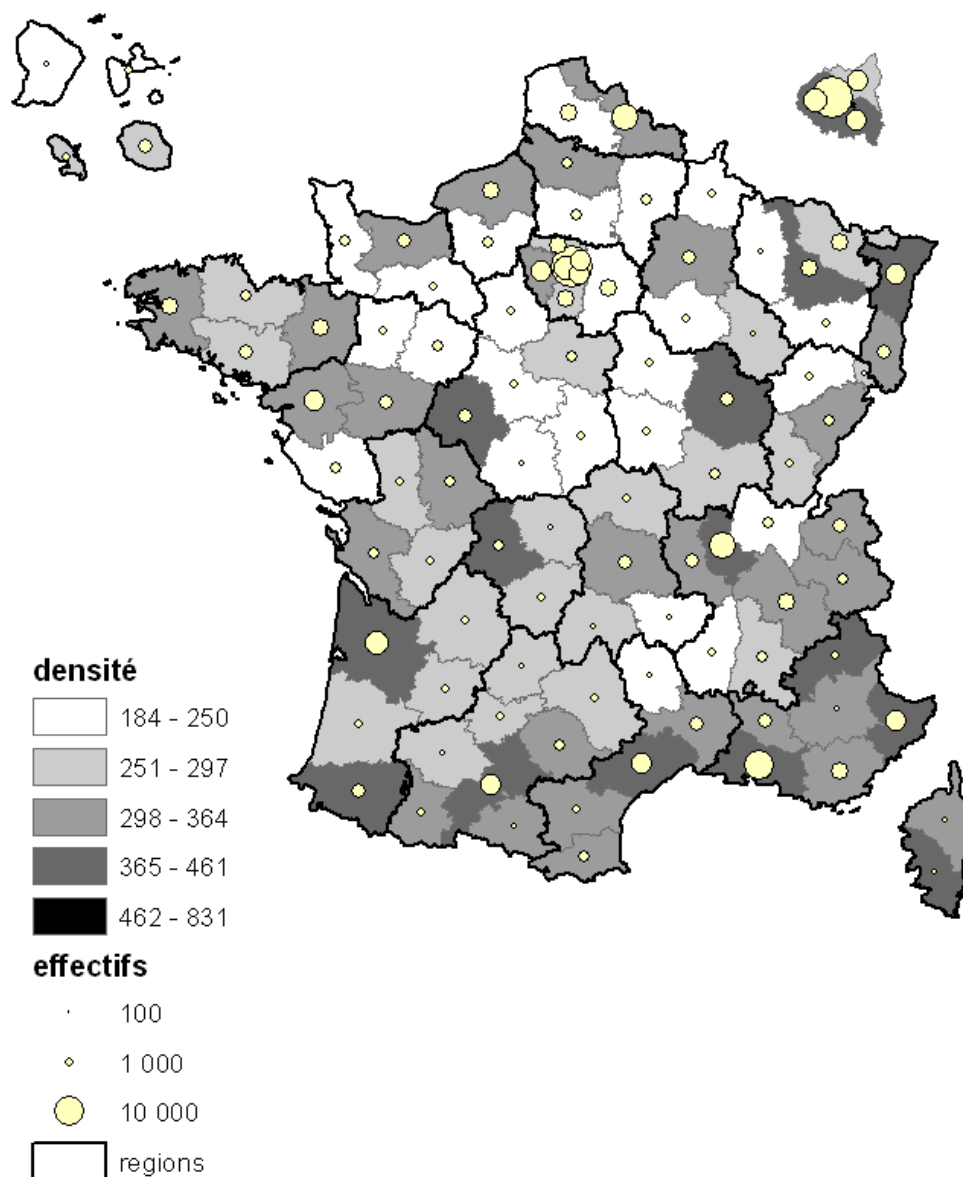 densité
184 - 250
251 - 297
298 - 364
365 - 461
462 - 831
effectifs
100
1 000
10 000
regions